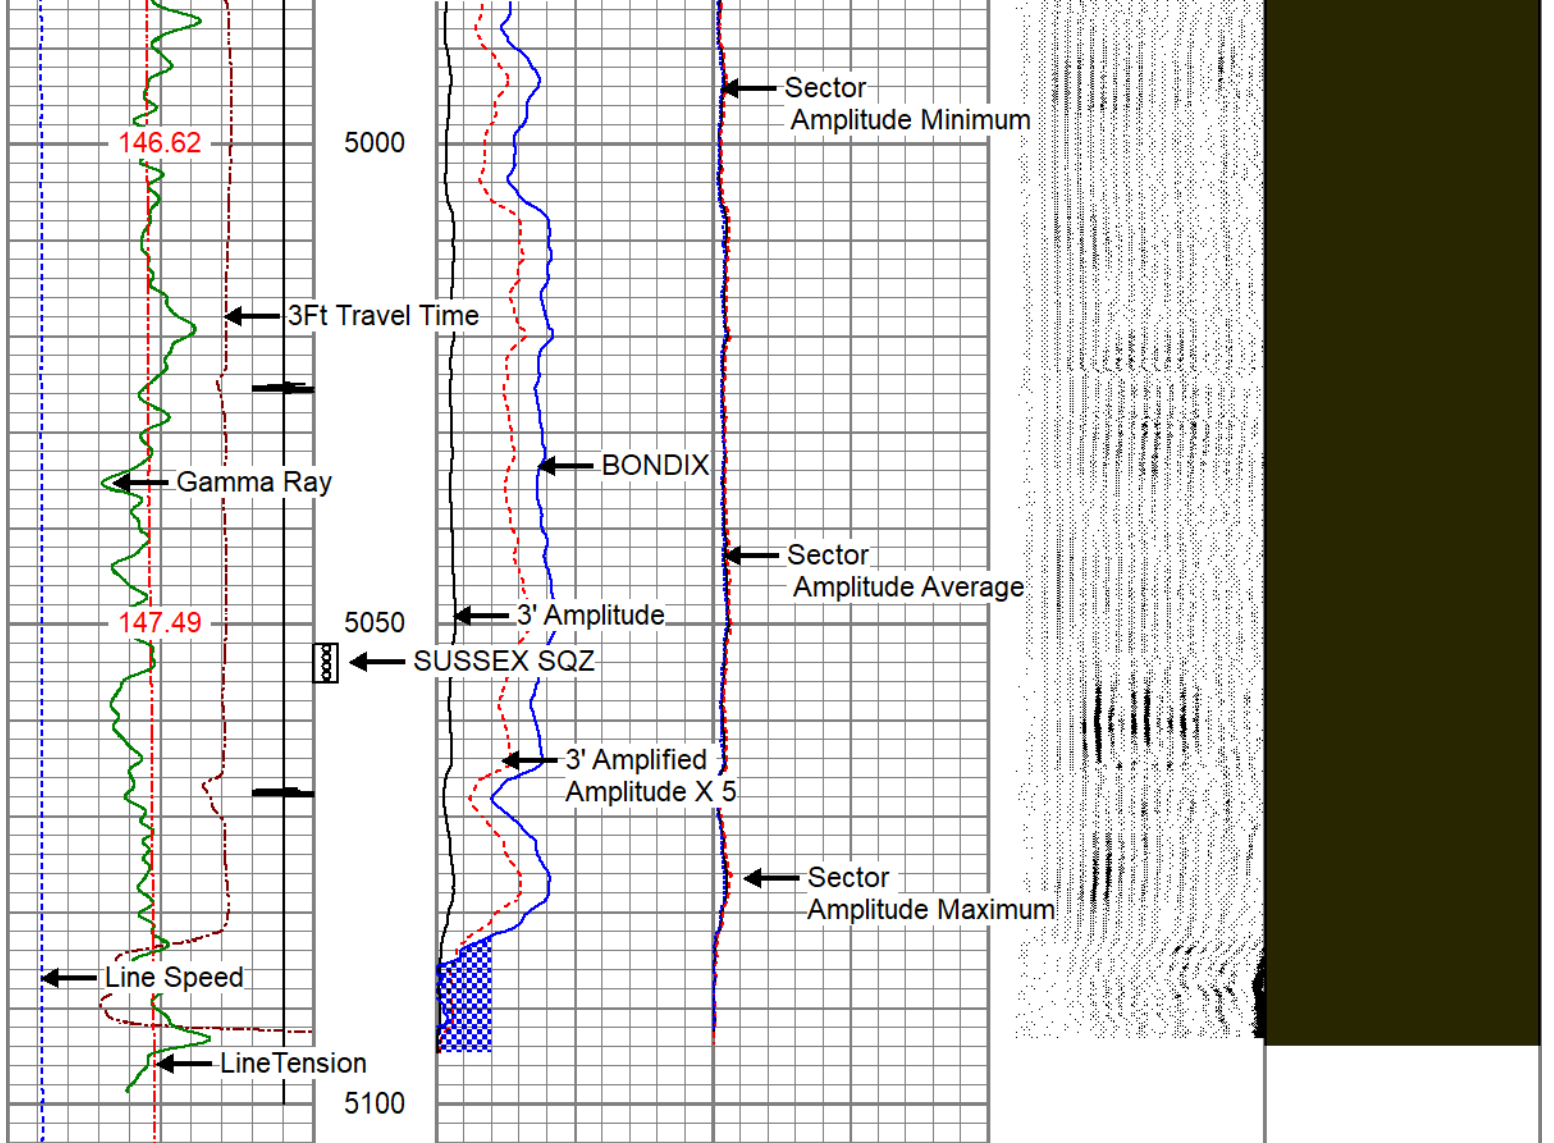 Sector
Amplitude Minimum
146.62
5000
3Ft Travel Time
BONDIX
Gamma Ray
Sector
Amplitude Average
3' Amplitude
147.49
5050
SUSSEX SQZ
3' Amplified
Amplitude X 5
Sector
Amplitude Maximum
Line Speed
LineTension
5100